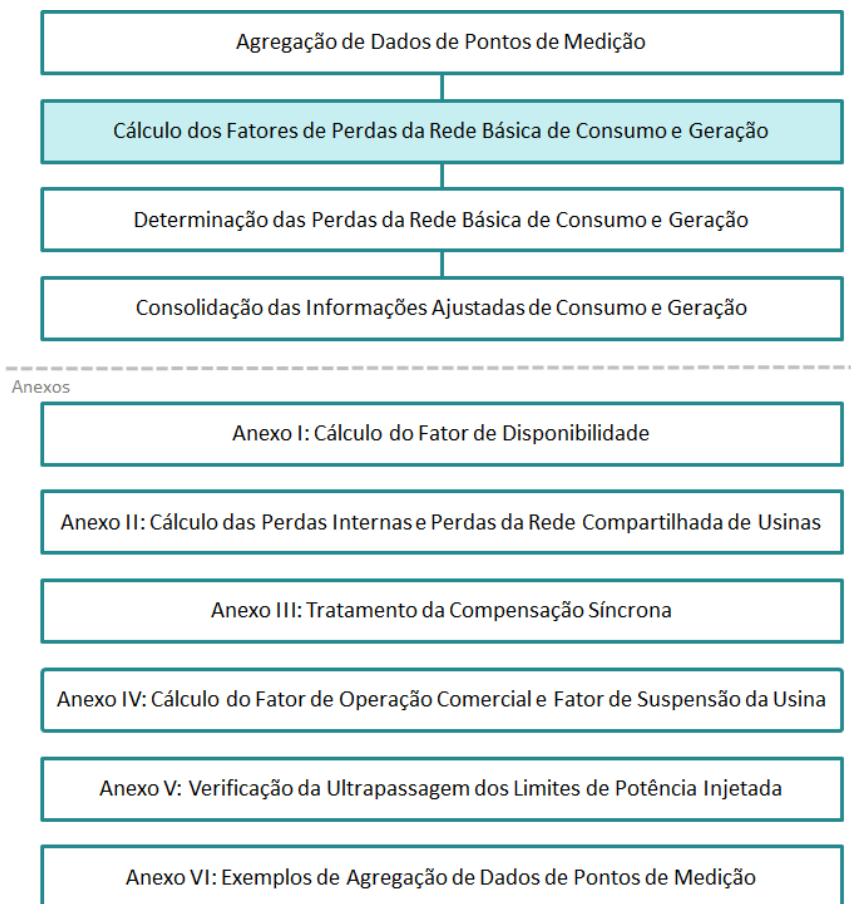 Agregação de Dados de Pontos de Medição
Cálculo dos Fatores de Perdas da Rede Básica de Consumo e Geração
Determinação das Perdas da Rede Básica de Consumo e Geração
Consolidação das Informações Ajustadas de Consumo e Geração
Anexos
Anexo I: Cálculo do Fator de Disponibilidade
Anexo II: Cálculo das Perdas Internas e Perdas da Rede Compartilhada de Usinas
Anexo III: Tratamento da Compensação Síncrona
Anexo IV: Cálculo do Fator de Operação Comercial e Fator de Suspensão da Usina
Anexo V: Verificação da Ultrapassagem dos Limites de Potência Injetada
Anexo VI: Exemplos de Agregação de Dados de Pontos de Medição